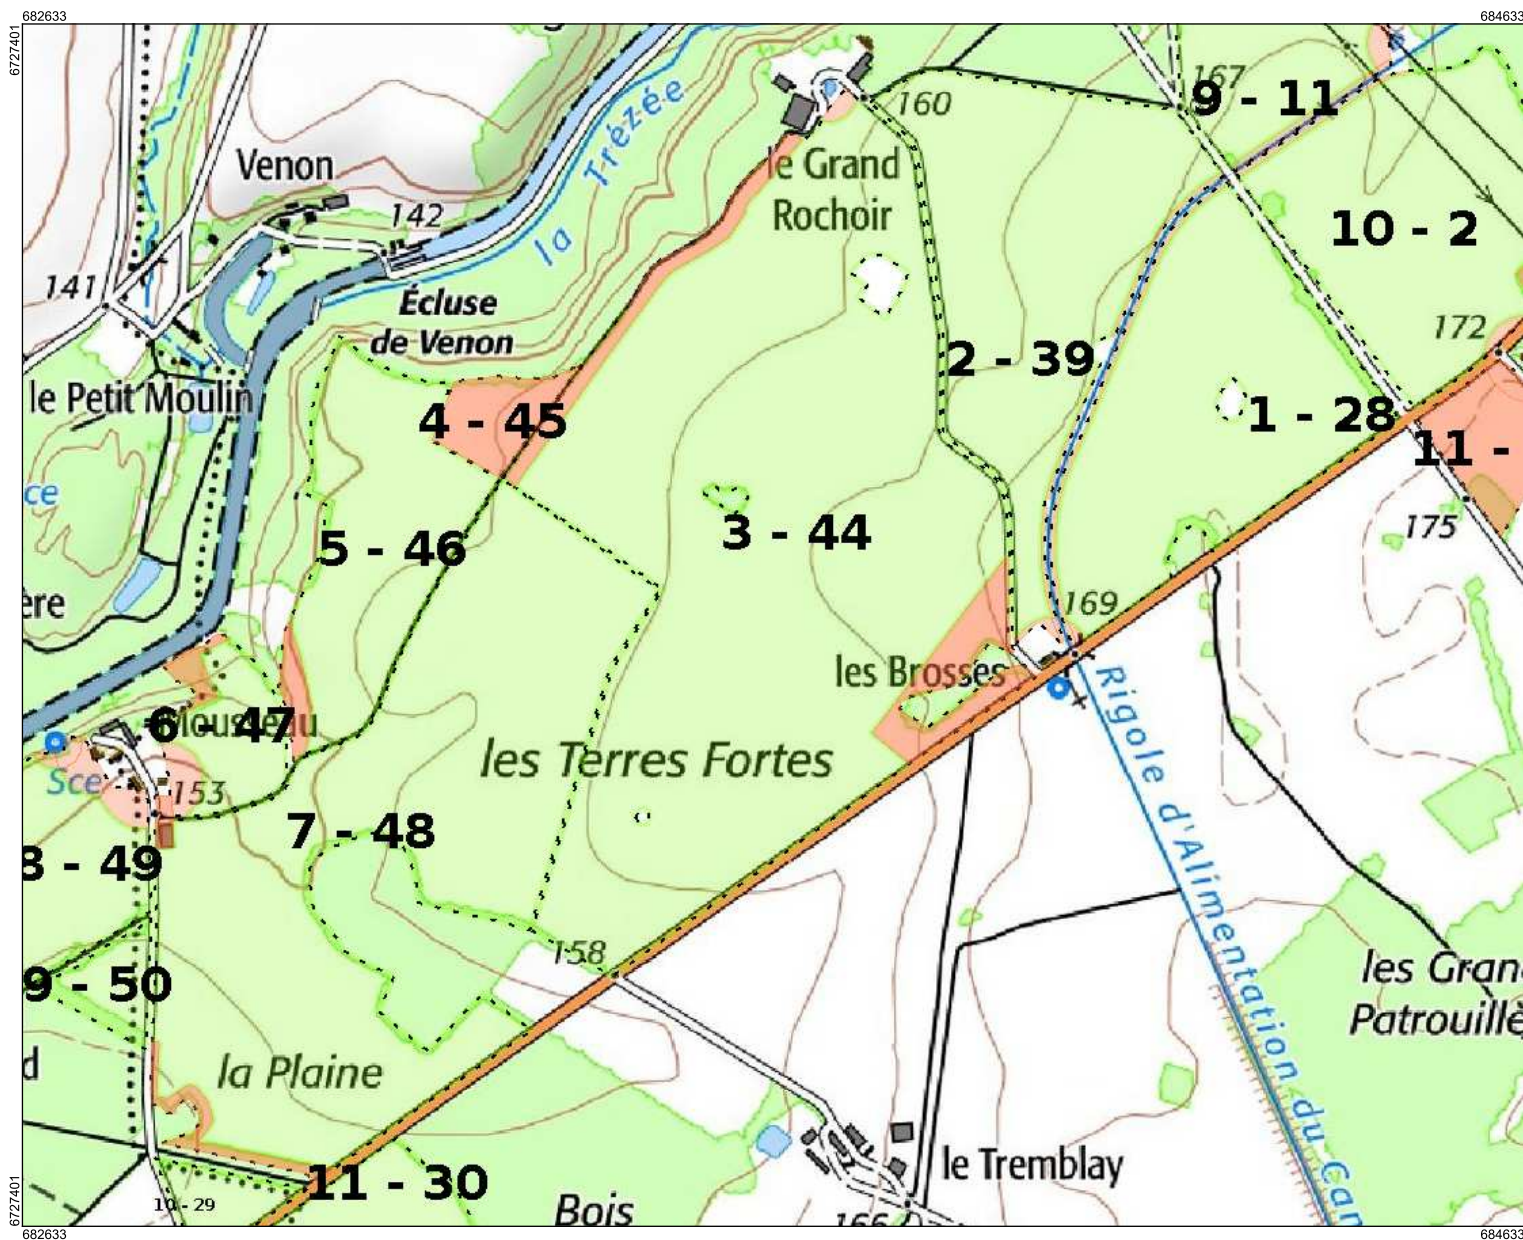 682633
684633
6727401
Trézée
la
160
167
9 - 11
Venon
le Grand
Rochoir
142
10 - 2
141
Écluse
de Venon
172
2 - 39
le Petit Moulin
4 - 45
1 - 28
11 -
ce
3 - 44
175
5 - 46
ère
169
les Brosses
Rigole d'Alimentation du Can
6 - 47
les Terres Fortes
Sce
153
7 - 48
8 - 49
158
les Gran
Patrouillè
9 - 50
d
la Plaine
le Tremblay
11 - 30
10 - 29
Bois
166
6727401
682633
684633